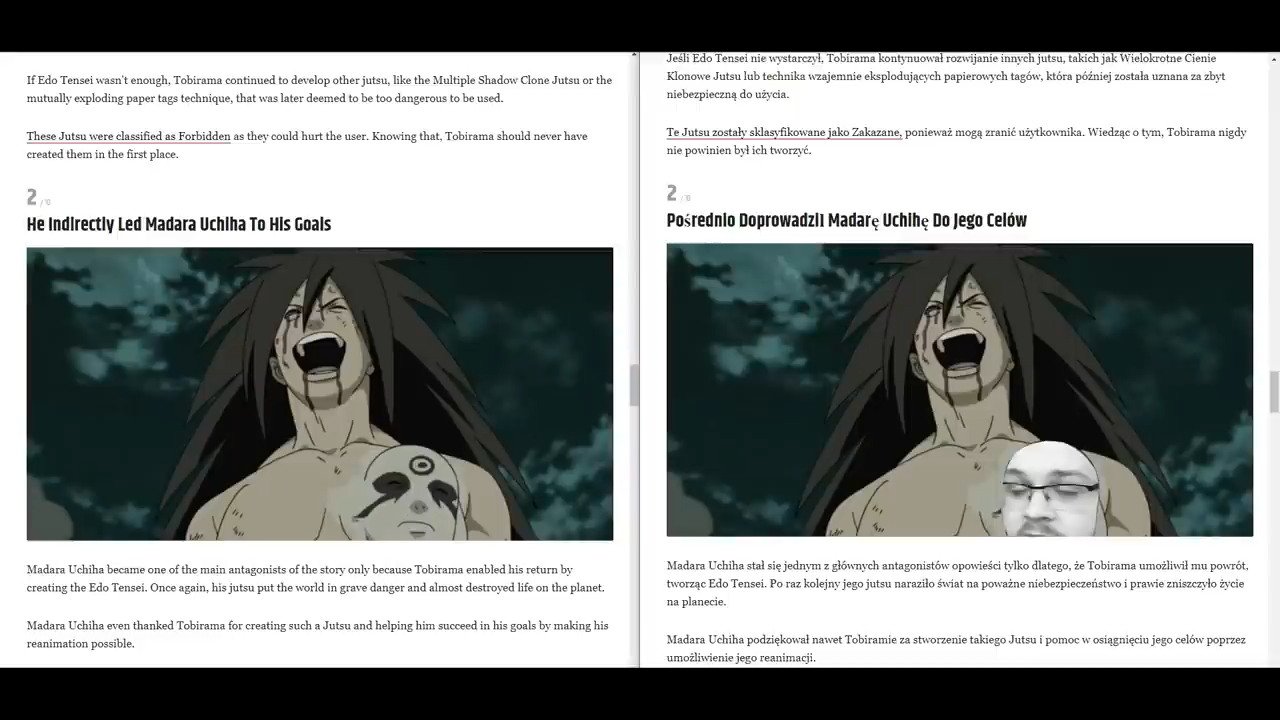 If Edo Tensei wasn't enough, Tobirama continued to develop other jutsu, like the Multiple Shadow Clone Jutsu or the
mutually exploding paper tags technique, that was later deemed to be too dangerous to be used.
These Jutsu were classified as Forbidden as they could hurt the user. Knowing that, Tobirama should never have
created them in the first place.
2 / 10
He Indirectly Led Madara Uchiha To His Goals
Madara Uchiha became one of the main antagonists of the story only because Tobirama enabled his return by
creating the Edo Tensei. Once again, his jutsu put the world in grave danger and almost destroyed life on the planet.
Madara Uchiha even thanked Tobirama for creating such a Jutsu and helping him succeed in his goals by making his
reanimation possible.
Jeśli Edo Tensei nie wystarczył, Tobirama kontynuował rozwijanie innych jutsu, takich jak Wielokrotne Cienie
Klonowe Jutsu lub technika wzajemnie eksplodujących papierowych tagów, która później została uznana za zbyt
niebezpieczną do użycia.
Te Jutsu zostały sklasyfikowane jako Zakazane, ponieważ mogą zranić użytkownika. Wiedząc o tym, Tobirama nigdy
nie powinien był ich tworzyć.
2 / 10
Pośrednio Doprowadził Madarę Uchihę Do Jego Celów
Madara Uchiha stał się jednym z głównych antagonistów opowieści tylko dlatego, że Tobirama umożliwił mu powrót,
tworząc Edo Tensei. Po raz kolejny jego jutsu naraziło świat na poważne niebezpieczeństwo i prawie zniszczyło życie
na planecie.
Madara Uchiha podziękował nawet Tobiramie za stworzenie takiego Jutsu i pomoc w osiągnięciu jego celów poprzez
umożliwienie jego reanimacji.